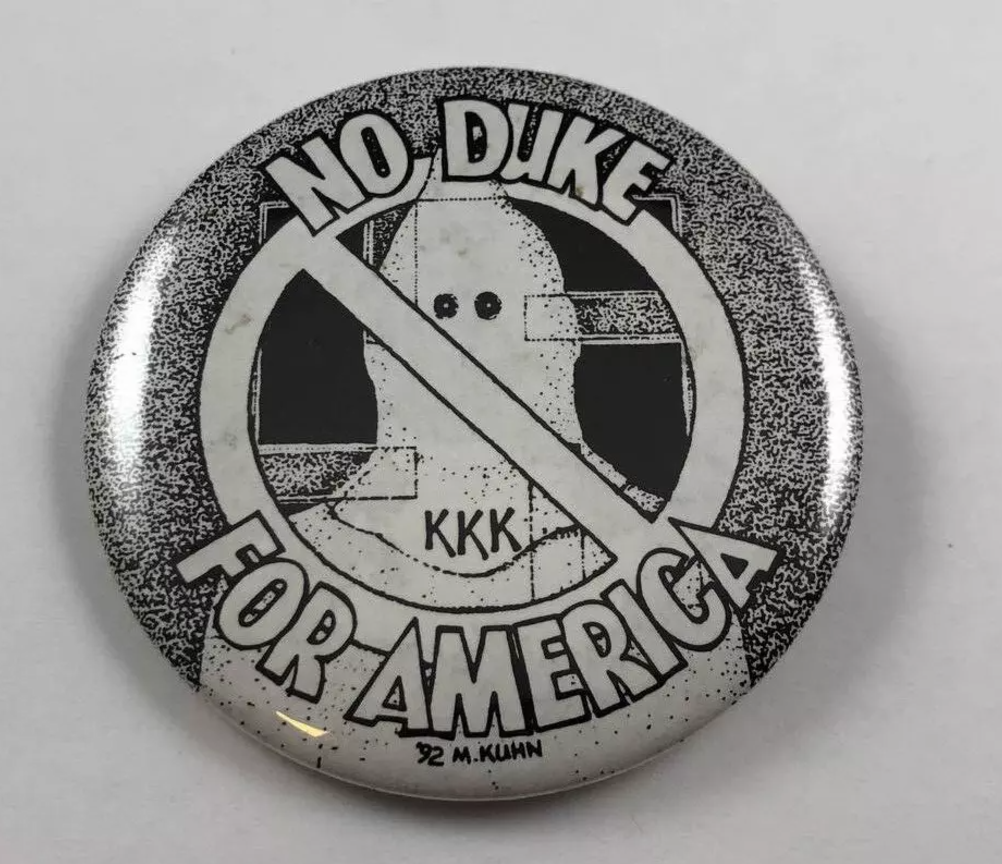 NO DUKE
KKK
FOR AMERICA
'92 M.KUHN